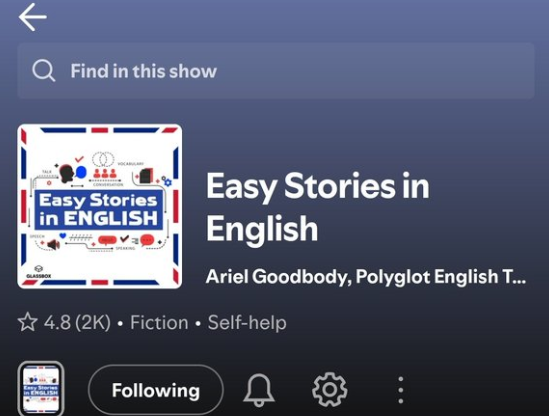 Find in this show
TALK
VOCABULARY
CONVERSATION
Easy Stories
in ENGLISH
SPEECH
SPEAKING
GLASSBOX
Easy Stories in
English
Ariel Goodbody, Polyglot English T...
4.8 (2K) • Fiction • Self-help
Easy Stories
in ENGLISH
Following